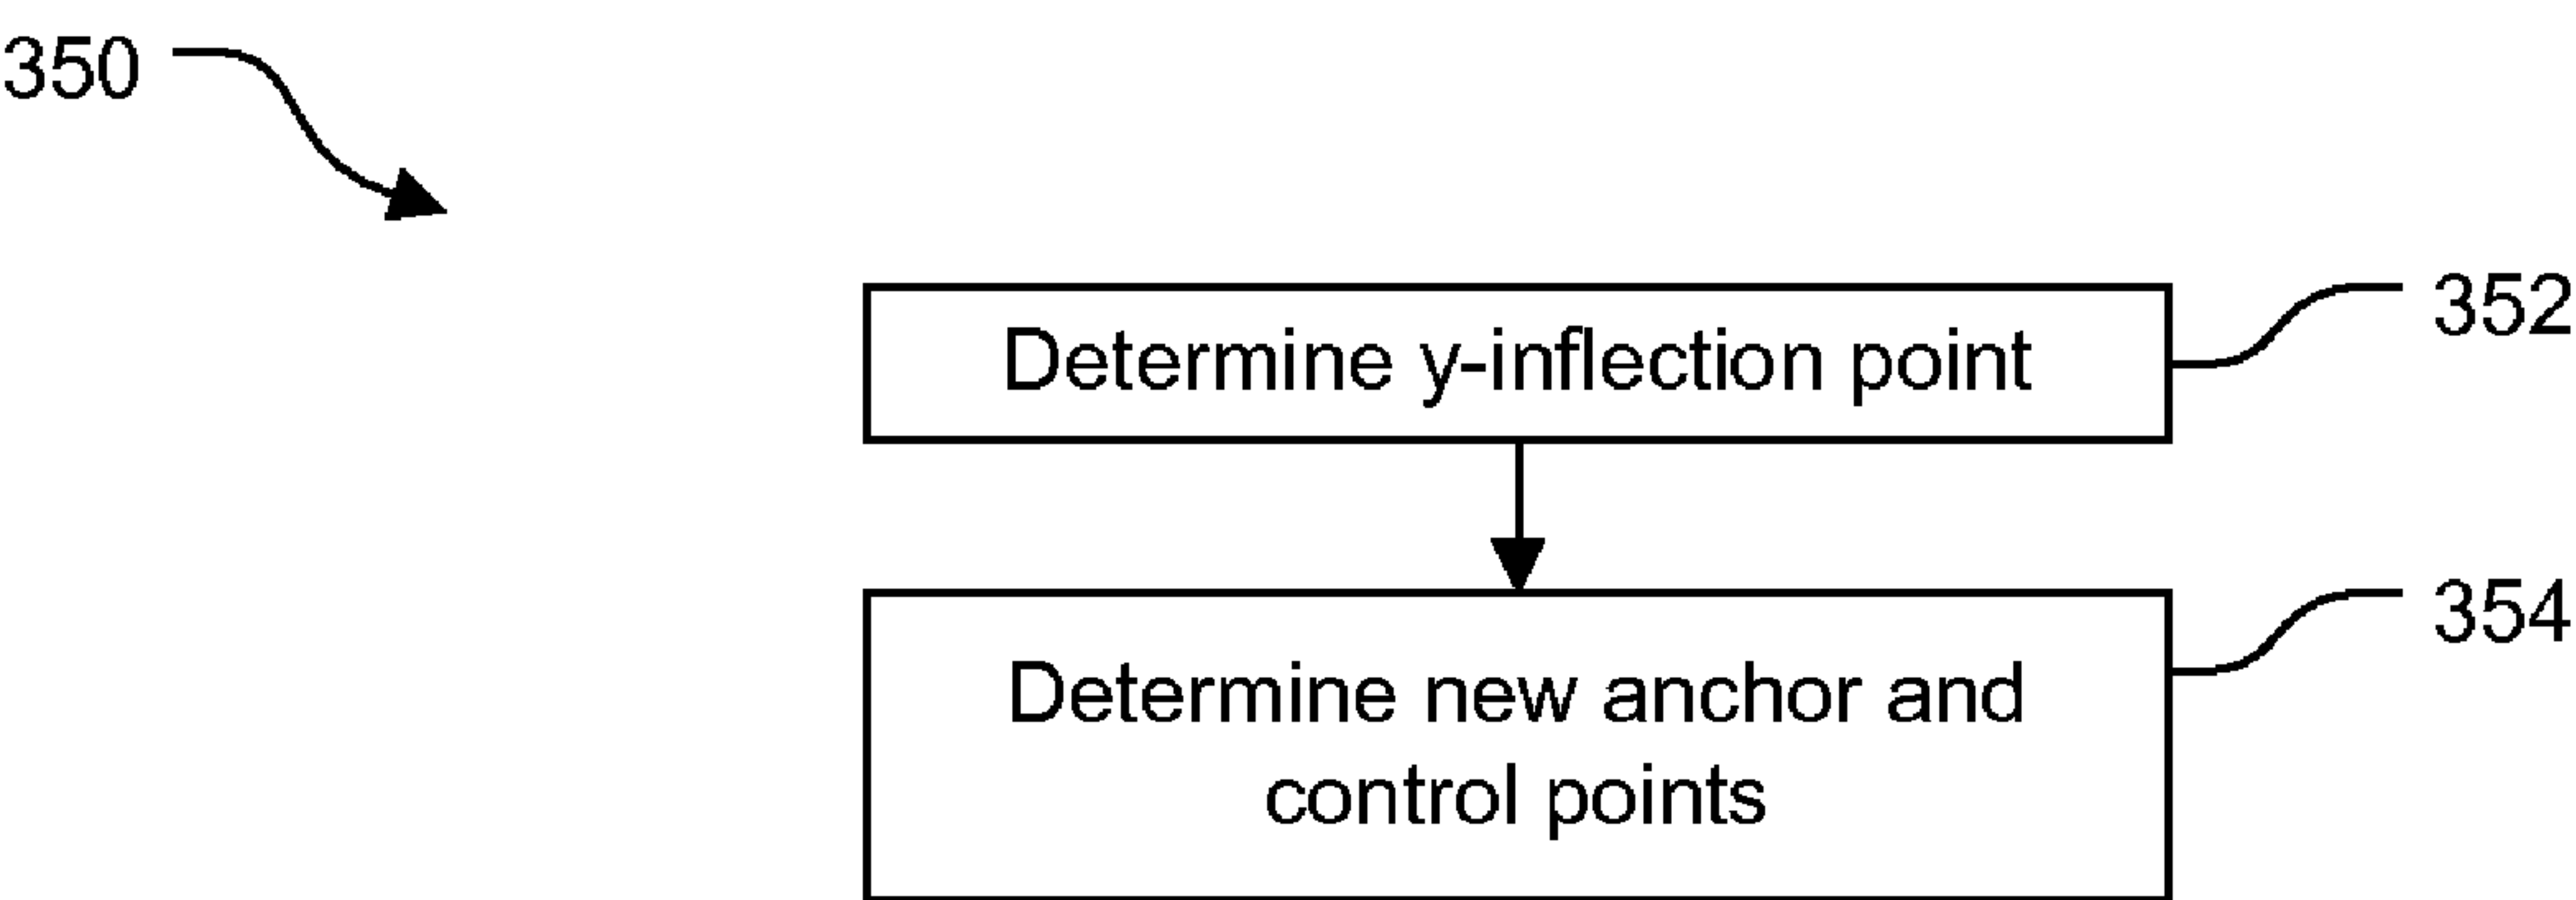 350
352
Determine y-inflection point
354
Determine new anchor and
control points